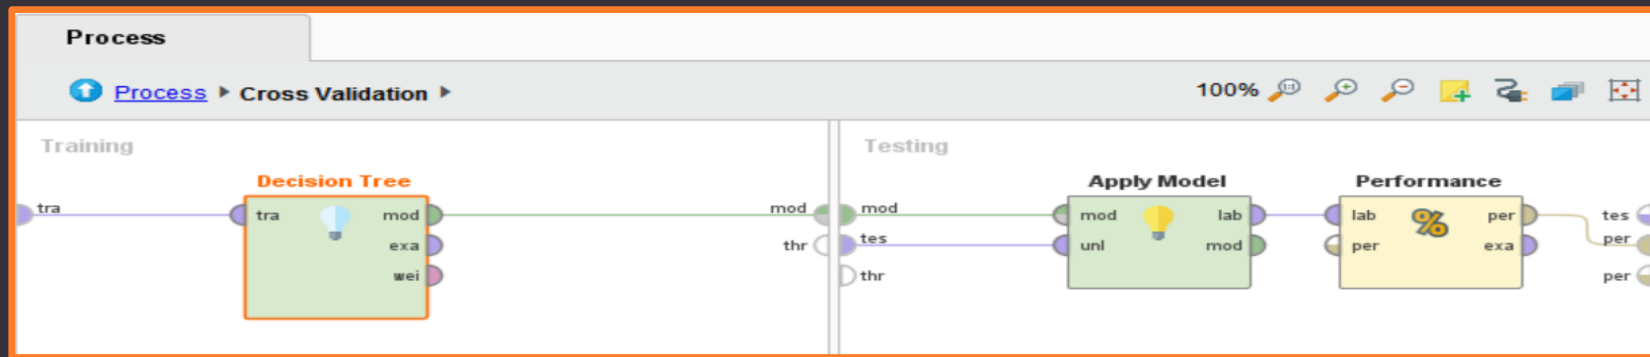 Process
Process Cross Validation
100%
Training
Testing
Decision Tree
Apply Model
Performance
tra
tra
mod
exa
wei
mod
thr
mod
tes
thr
mod
unl
lab
mod
lab
per
per
exa
tes
per
per